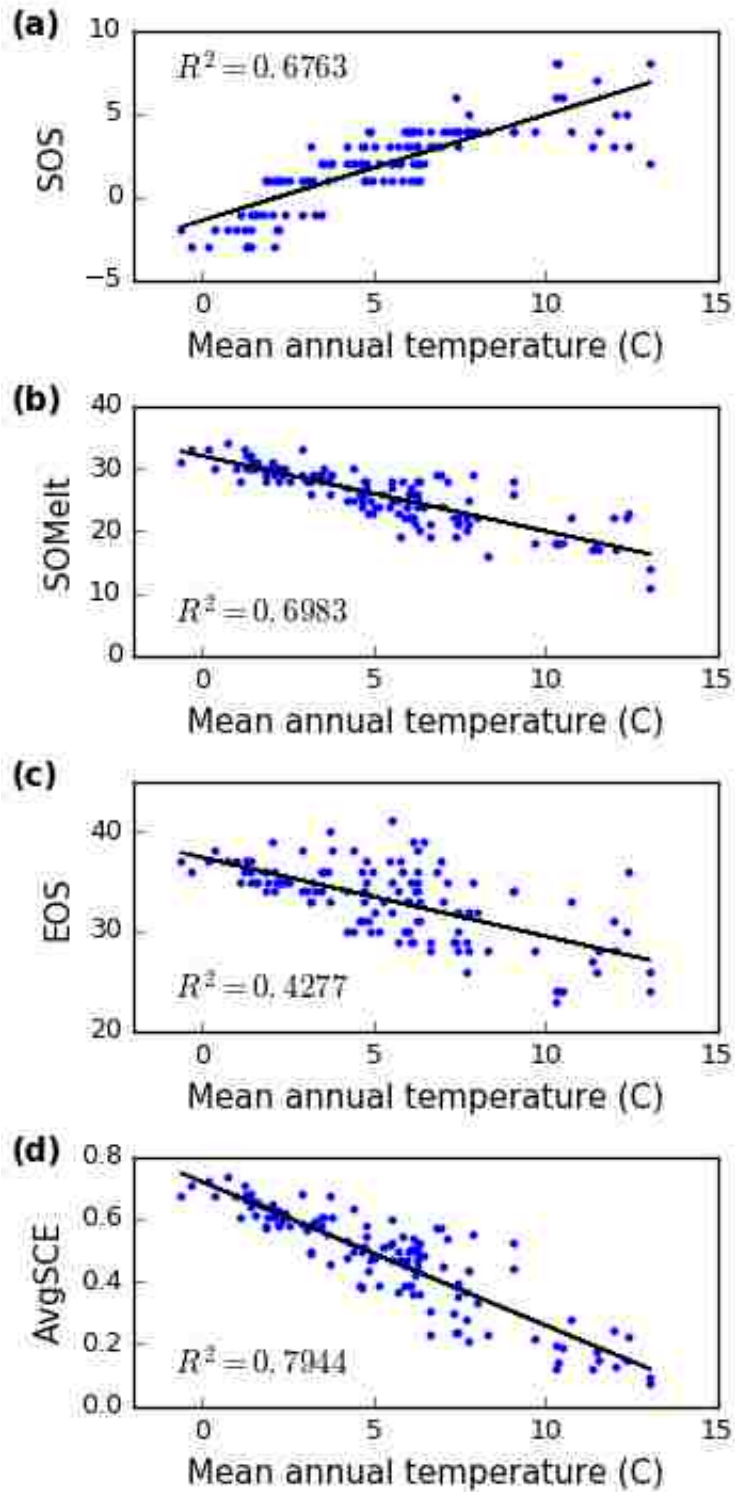 (a)
10
5
0
−5
SOS
R² = 0.6763
0 5 10 15
Mean annual temperature (C)
(b)
40
30
20
10
0
SOMelt
R² = 0.6983
0 5 10 15
Mean annual temperature (C)
(c)
40
30
20
EOS
R² = 0.4277
0 5 10 15
Mean annual temperature (C)
(d)
0.8
0.6
0.4
0.2
0.0
AvgSCE
R² = 0.7944
0 5 10 15
Mean annual temperature (C)